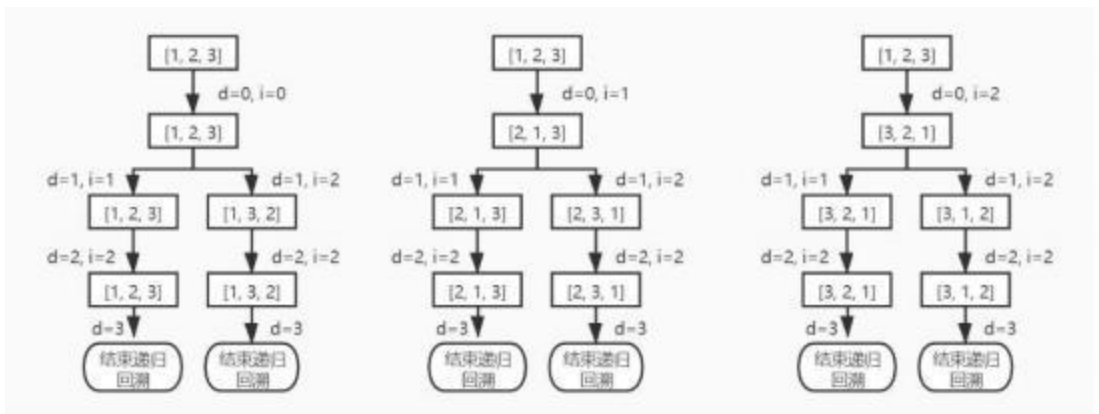 [1, 2, 3]
d=0, i=0
[1, 2, 3]
d=1, i=1
d=1, i=2
[1, 2, 3]
[1, 3, 2]
d=2, i=2
d=2, i=2
[1, 2, 3]
[1, 3, 2]
d=3
d=3
结束递归
回溯
结束递归
回溯
[1, 2, 3]
d=0, i=1
[2, 1, 3]
d=1, i=1
d=1, i=2
[2, 1, 3]
[2, 3, 1]
d=2, i=2
d=2, i=2
[2, 1, 3]
[2, 3, 1]
d=3
d=3
结束递归
回溯
结束递归
回溯
[1, 2, 3]
d=0, i=2
[3, 2, 1]
d=1, i=1
d=1, i=2
[3, 2, 1]
[3, 1, 2]
d=2, i=2
d=2, i=2
[3, 2, 1]
[3, 1, 2]
d=3
d=3
结束递归
回溯
结束递归
回溯